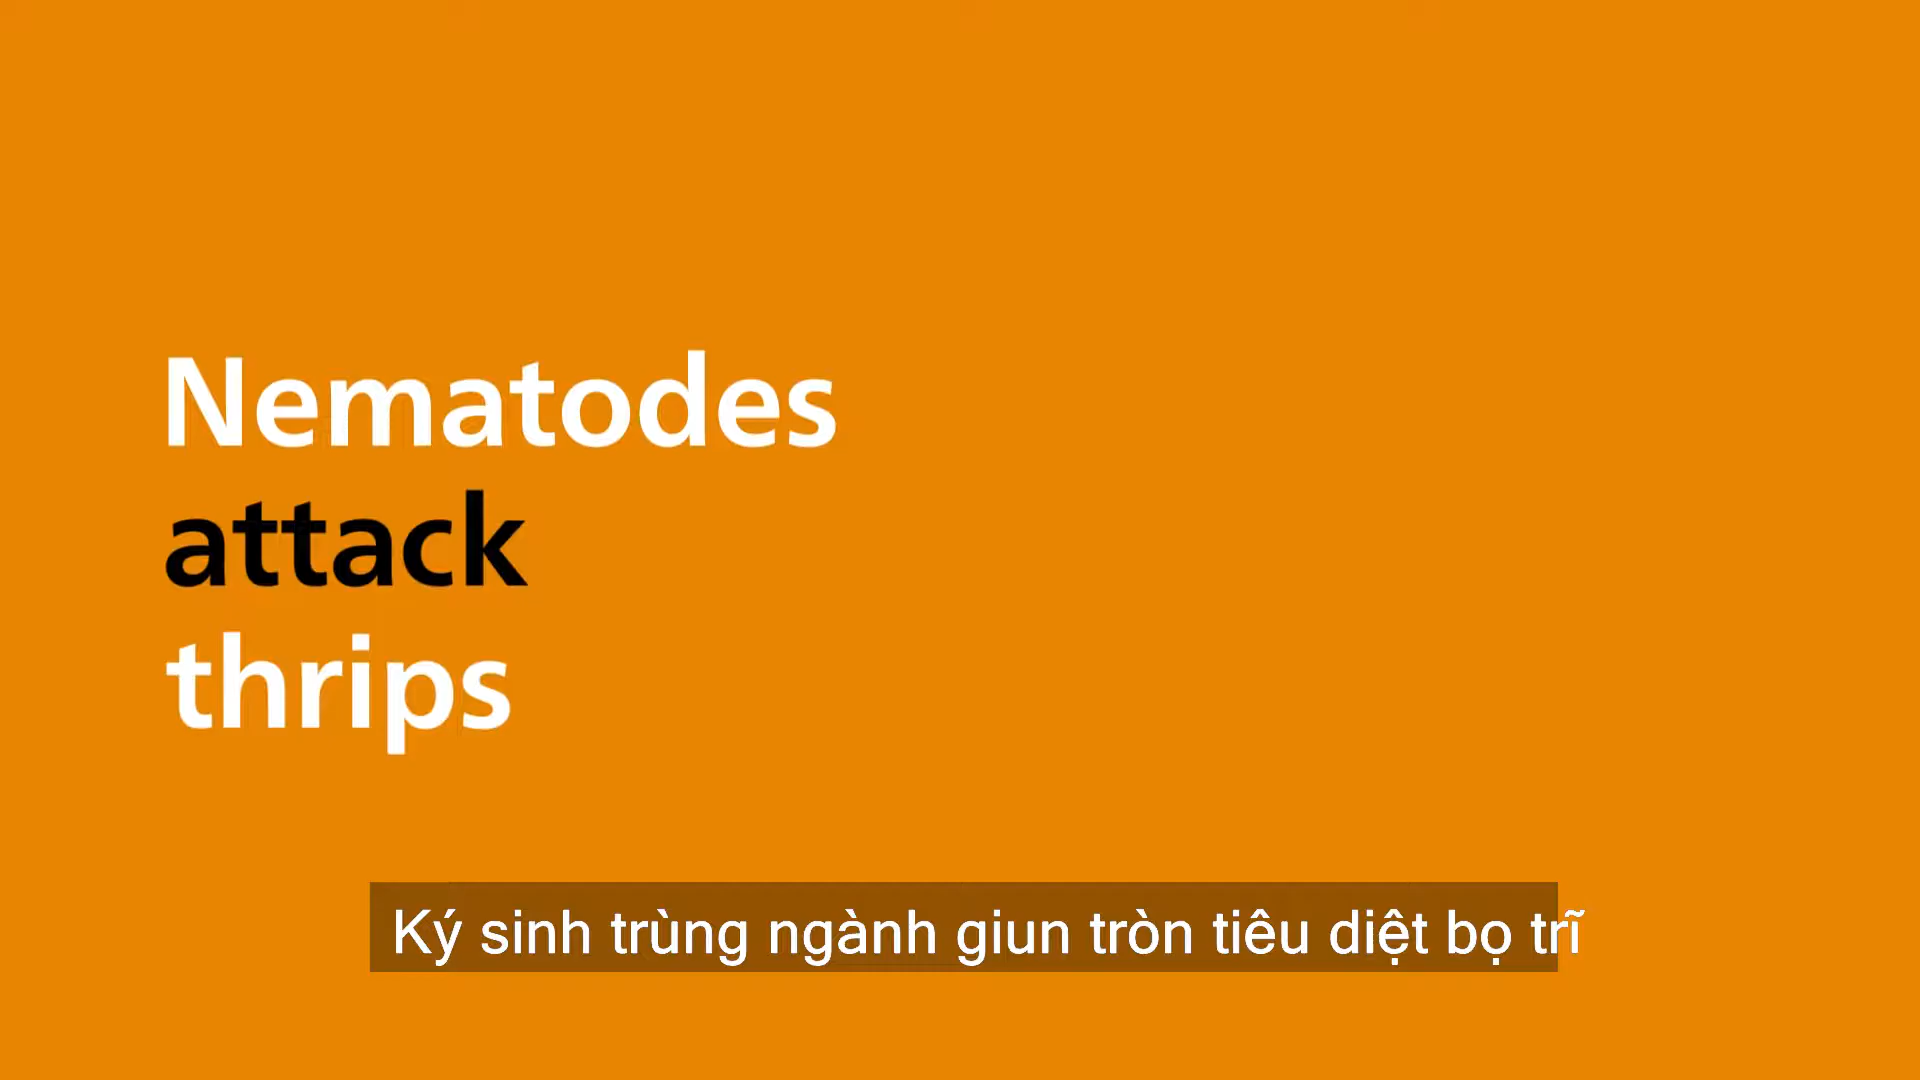 Nematodes
attack
thrips
Ký sinh trùng ngành giun tròn tiêu diệt bọ trĩ